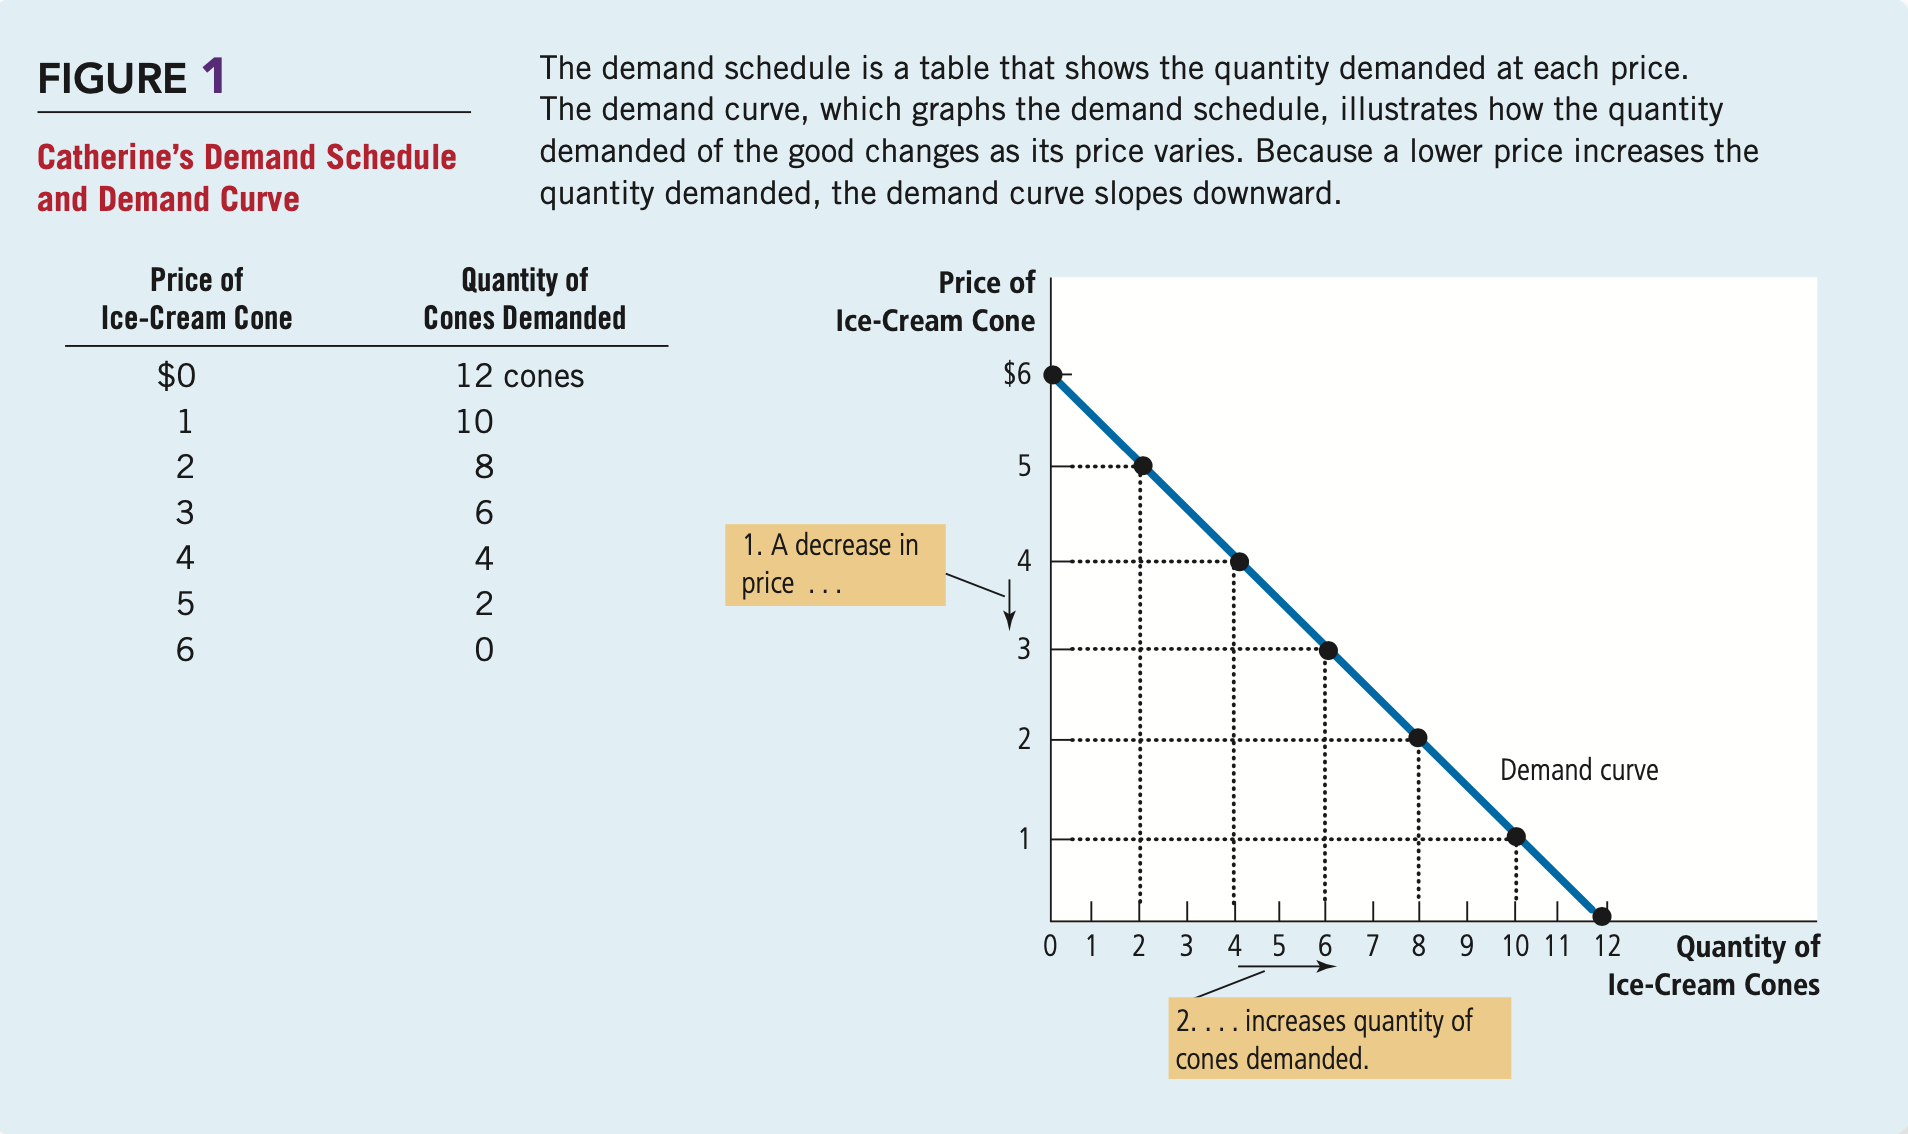 FIGURE 1
Catherine's Demand Schedule
and Demand Curve
The demand schedule is a table that shows the quantity demanded at each price.
The demand curve, which graphs the demand schedule, illustrates how the quantity
demanded of the good changes as its price varies. Because a lower price increases the
quantity demanded, the demand curve slopes downward.
Price of
Ice-Cream Cone
Quantity of
Cones Demanded
$0 12 cones
1 10
2 8
3 6
4 4
5 2
6 0
Price of
Ice-Cream Cone
$6
5
4
3
2
1
1. A decrease in
price . . .
Demand curve
0 1 2 3 4 5 6 7 8 9 10 11 12
Quantity of
Ice-Cream Cones
2. . . . increases quantity of
cones demanded.